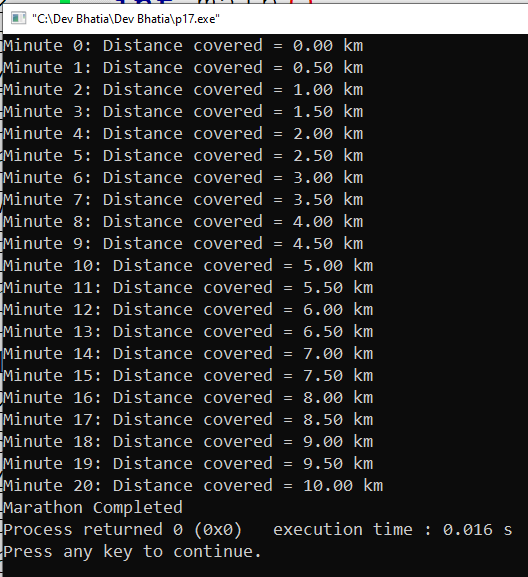 int main()
"C:\Dev Bhatia\Dev Bhatia\p17.exe"
Minute 0: Distance covered = 0.00 km
Minute 1: Distance covered = 0.50 km
Minute 2: Distance covered = 1.00 km
Minute 3: Distance covered = 1.50 km
Minute 4: Distance covered = 2.00 km
Minute 5: Distance covered = 2.50 km
Minute 6: Distance covered = 3.00 km
Minute 7: Distance covered = 3.50 km
Minute 8: Distance covered = 4.00 km
Minute 9: Distance covered = 4.50 km
Minute 10: Distance covered = 5.00 km
Minute 11: Distance covered = 5.50 km
Minute 12: Distance covered = 6.00 km
Minute 13: Distance covered = 6.50 km
Minute 14: Distance covered = 7.00 km
Minute 15: Distance covered = 7.50 km
Minute 16: Distance covered = 8.00 km
Minute 17: Distance covered = 8.50 km
Minute 18: Distance covered = 9.00 km
Minute 19: Distance covered = 9.50 km
Minute 20: Distance covered = 10.00 km
Marathon Completed
Process returned 0 (0x0)   execution time : 0.016 s
Press any key to continue.